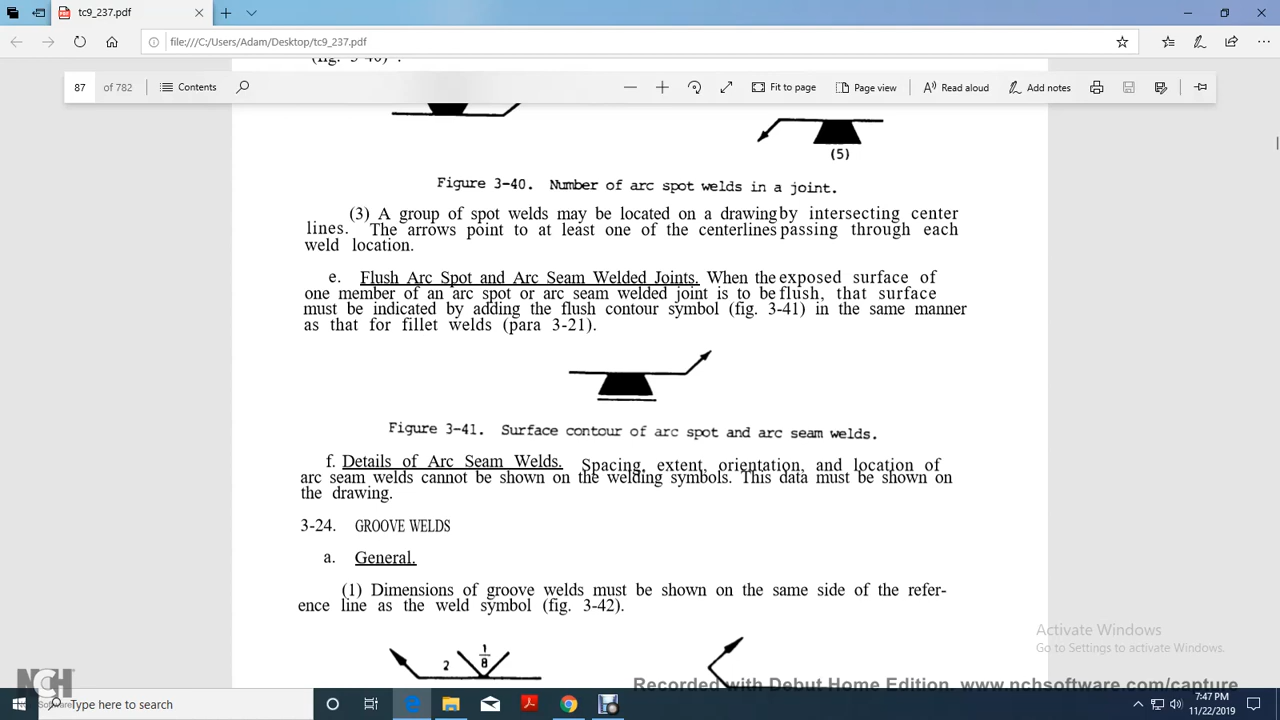 tc9_237.pdf
file:///C:/Users/Adam/Desktop/tc9_237.pdf
87 of 782 Contents Fit to page Page view Read aloud Add notes
(5)
Figure 3-40. Number of arc spot welds in a joint.
(3) A group of spot welds may be located on a drawing by intersecting center
lines. The arrows point to at least one of the centerlines passing through each
weld location.
e. Flush Arc Spot and Arc Seam Welded Joints. When the exposed surface of
one member of an arc spot or arc seam welded joint is to be flush, that surface
must be indicated by adding the flush contour symbol (fig. 3-41) in the same manner
as that for fillet welds (para 3-21).
Figure 3-41. Surface contour of arc spot and arc seam welds.
f. Details of Arc Seam Welds. Spacing, extent, orientation, and location of
arc seam welds cannot be shown on the welding symbols. This data must be shown on
the drawing.
3-24. GROOVE WELDS
a. General.
(1) Dimensions of groove welds must be shown on the same side of the refer-
ence line as the weld symbol (fig. 3-42).
2 1/8
Activate Windows
Go to Settings to activate Windows.
NCH
Software
Recorded with Debut Home Edition. www.nchsoftware.com/capture
Type here to search
7:47 PM
11/22/2019